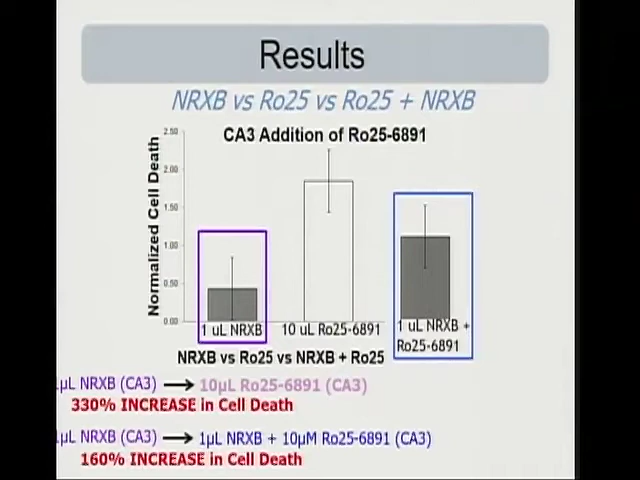 Results
NRXB vs Ro25 vs Ro25 + NRXB
CA3 Addition of Ro25-6891
Normalized Cell Death
2.50
2.00
1.50
1.00
0.50
0.00
1 uL NRXB
10 uL Ro25-6891
1 uL NRXB +
Ro25-6891
NRXB vs Ro25 vs NRXB + Ro25
1µL NRXB (CA3) → 10µL Ro25-6891 (CA3)
330% INCREASE in Cell Death
1µL NRXB (CA3) → 1µL NRXB + 10µM Ro25-6891 (CA3)
160% INCREASE in Cell Death